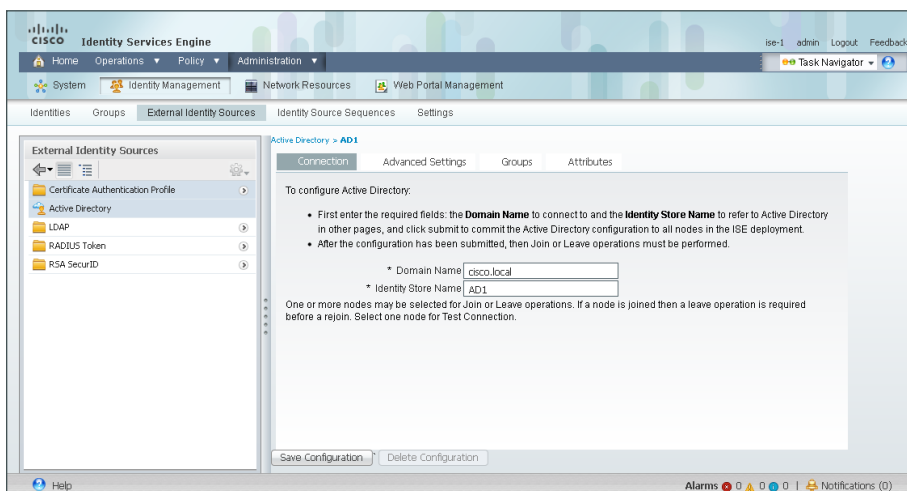 CISCO Identity Services Engine
ise-1 admin Logout Feedback
Home Operations Policy Administration
Task Navigator
System Identity Management Network Resources Web Portal Management
Identities Groups External Identity Sources Identity Source Sequences Settings
External Identity Sources
Certificate Authentication Profile
Active Directory
LDAP
RADIUS Token
RSA SecurID
Active Directory > AD1
Connection Advanced Settings Groups Attributes
To configure Active Directory:
• First enter the required fields: the Domain Name to connect to and the Identity Store Name to refer to Active Directory
in other pages, and click submit to commit the Active Directory configuration to all nodes in the ISE deployment.
• After the configuration has been submitted, then Join or Leave operations must be performed.
* Domain Name cisco.local
* Identity Store Name AD1
One or more nodes may be selected for Join or Leave operations. If a node is joined then a leave operation is required
before a rejoin. Select one node for Test Connection.
Save Configuration Delete Configuration
Help
Alarms 0 0 0 | Notifications (0)